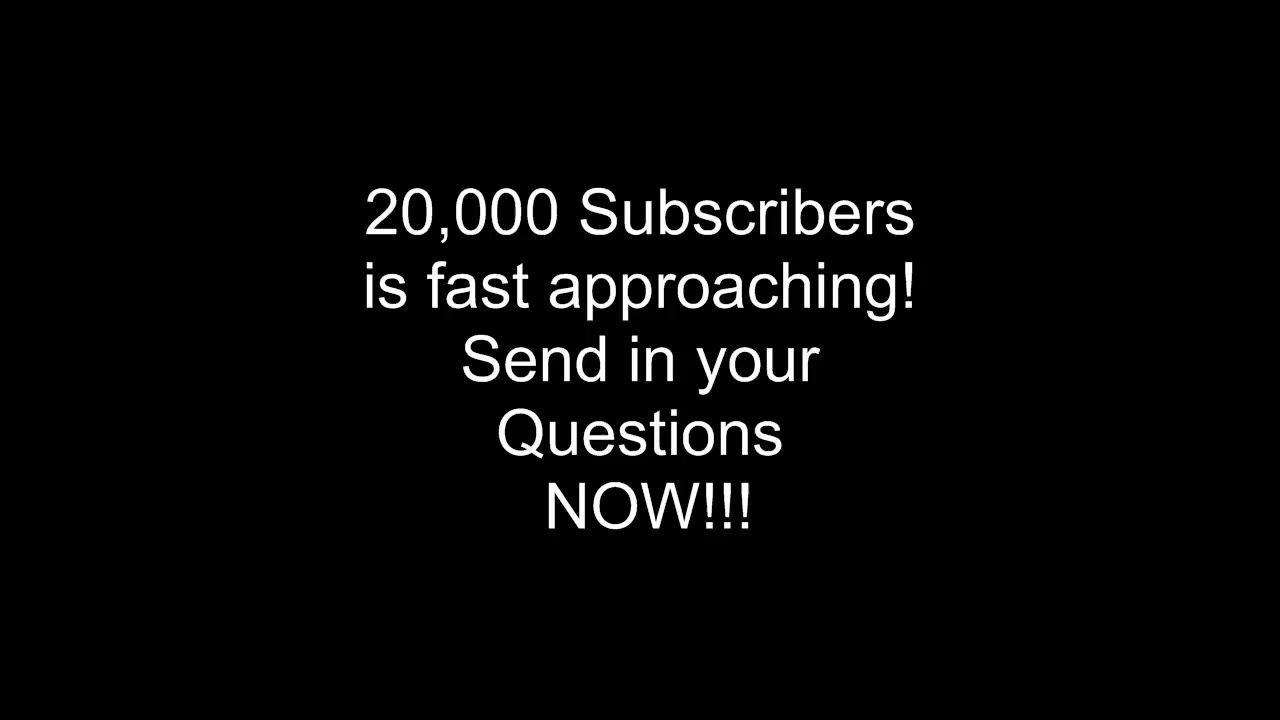 20,000 Subscribers
is fast approaching!
Send in your
Questions
NOW!!!